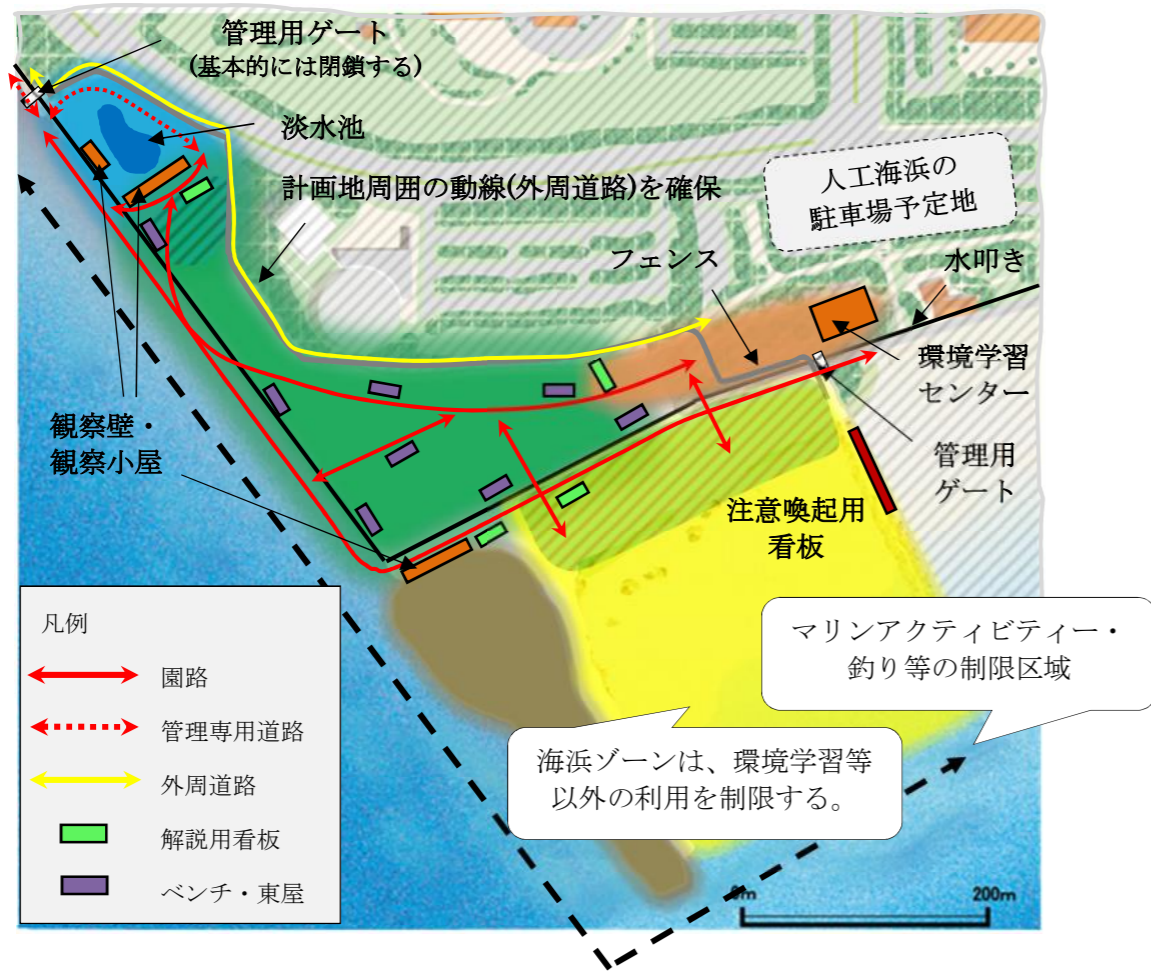 管理用ゲート
(基本的には閉鎖する)
淡水池
計画地周囲の動線(外周道路)を確保
人工海浜の
駐車場予定地
フェンス
水叩き
環境学習
センター
観察壁・
観察小屋
管理用
ゲート
注意喚起用
看板
マリンアクティビティー・
釣り等の制限区域
海浜ゾーンは、環境学習等
以外の利用を制限する。
凡例
園路
管理専用道路
外周道路
解説用看板
ベンチ・東屋
0m
200m